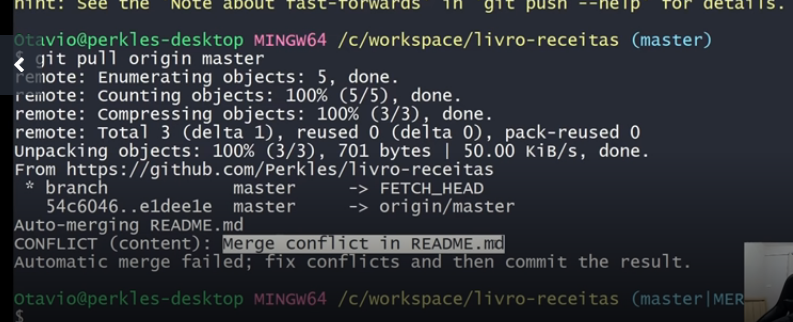 hint: See the 'Note about fast-forwards' in 'git push --help' for details.
Otavio@perkles-desktop MINGW64 /c/workspace/livro-receitas (master)
$ git pull origin master
remote: Enumerating objects: 5, done.
remote: Counting objects: 100% (5/5), done.
remote: Compressing objects: 100% (3/3), done.
remote: Total 3 (delta 1), reused 0 (delta 0), pack-reused 0
Unpacking objects: 100% (3/3), 701 bytes | 50.00 KiB/s, done.
From https://github.com/Perkles/livro-receitas
 * branch            master     -> FETCH_HEAD
   54c6046..e1dee1e  master     -> origin/master
Auto-merging README.md
CONFLICT (content): Merge conflict in README.md
Automatic merge failed; fix conflicts and then commit the result.
Otavio@perkles-desktop MINGW64 /c/workspace/livro-receitas (master|MER
$